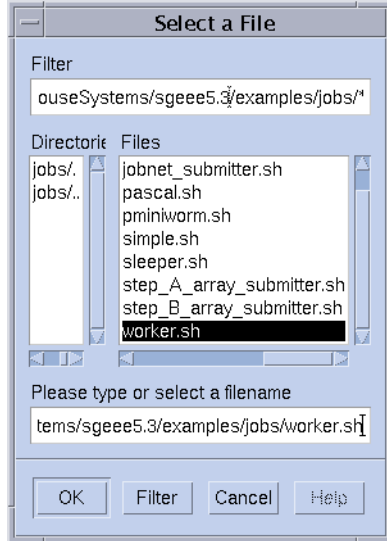 Select a File
Filter
ouseSystems/sgeee5.3/examples/jobs/*
Directorie Files
jobs/. jobnet_submitter.sh
jobs/.. pascal.sh
pminiworm.sh
simple.sh
sleeper.sh
step_A_array_submitter.sh
step_B_array_submitter.sh
worker.sh
Please type or select a filename
tems/sgeee5.3/examples/jobs/worker.sh
OK Filter Cancel Help